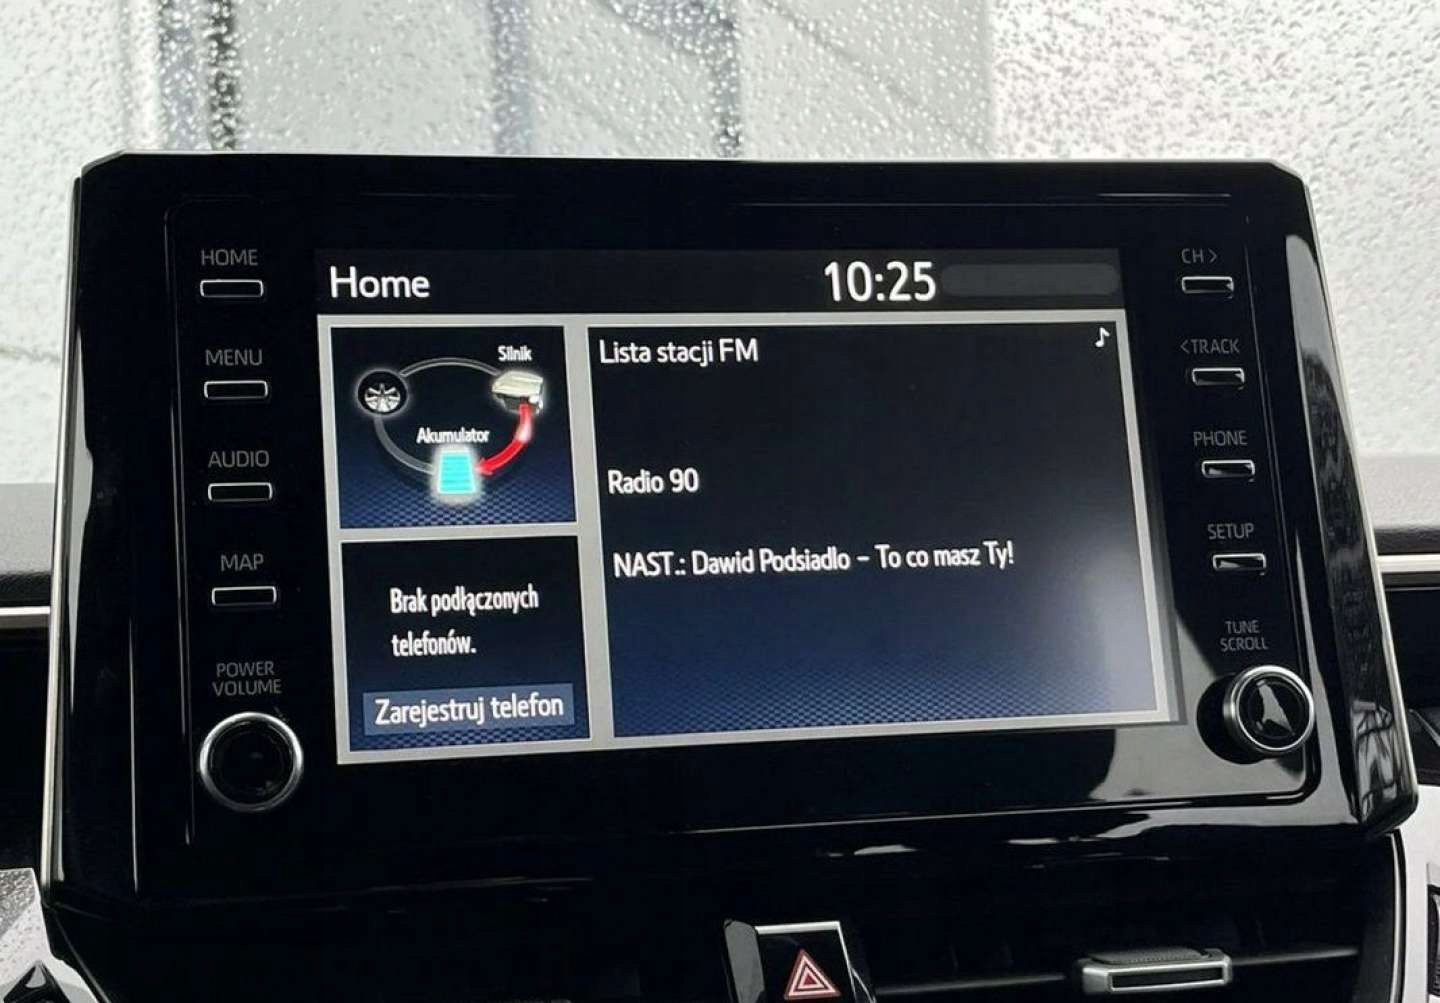 HOME
MENU
AUDIO
MAP
POWER
VOLUME
Home
10:25
Silnik
Akumulator
Brak podłączonych
telefonów.
Zarejestruj telefon
Lista stacji FM
Radio 90
NAST.: Dawid Podsiadlo – To co masz Ty!
CH >
<TRACK
PHONE
SETUP
TUNE
SCROLL